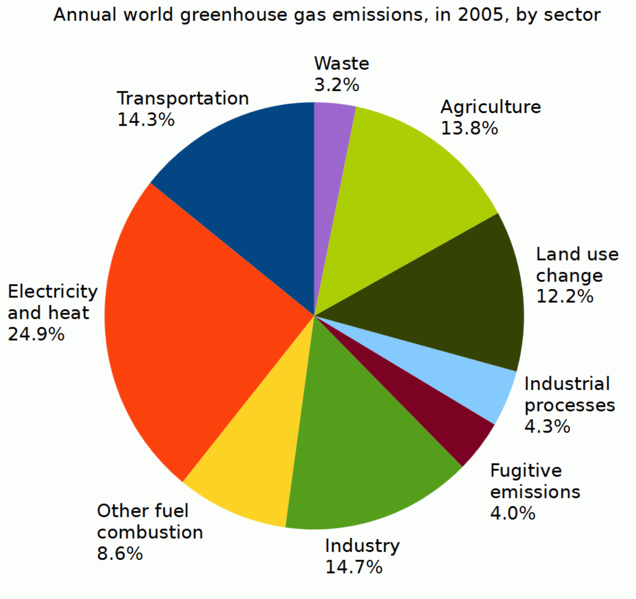 Annual world greenhouse gas emissions, in 2005, by sector
Waste
3.2%
Transportation
14.3%
Agriculture
13.8%
Land use
change
12.2%
Electricity
and heat
24.9%
Industrial
processes
4.3%
Fugitive
emissions
4.0%
Other fuel
combustion
8.6%
Industry
14.7%